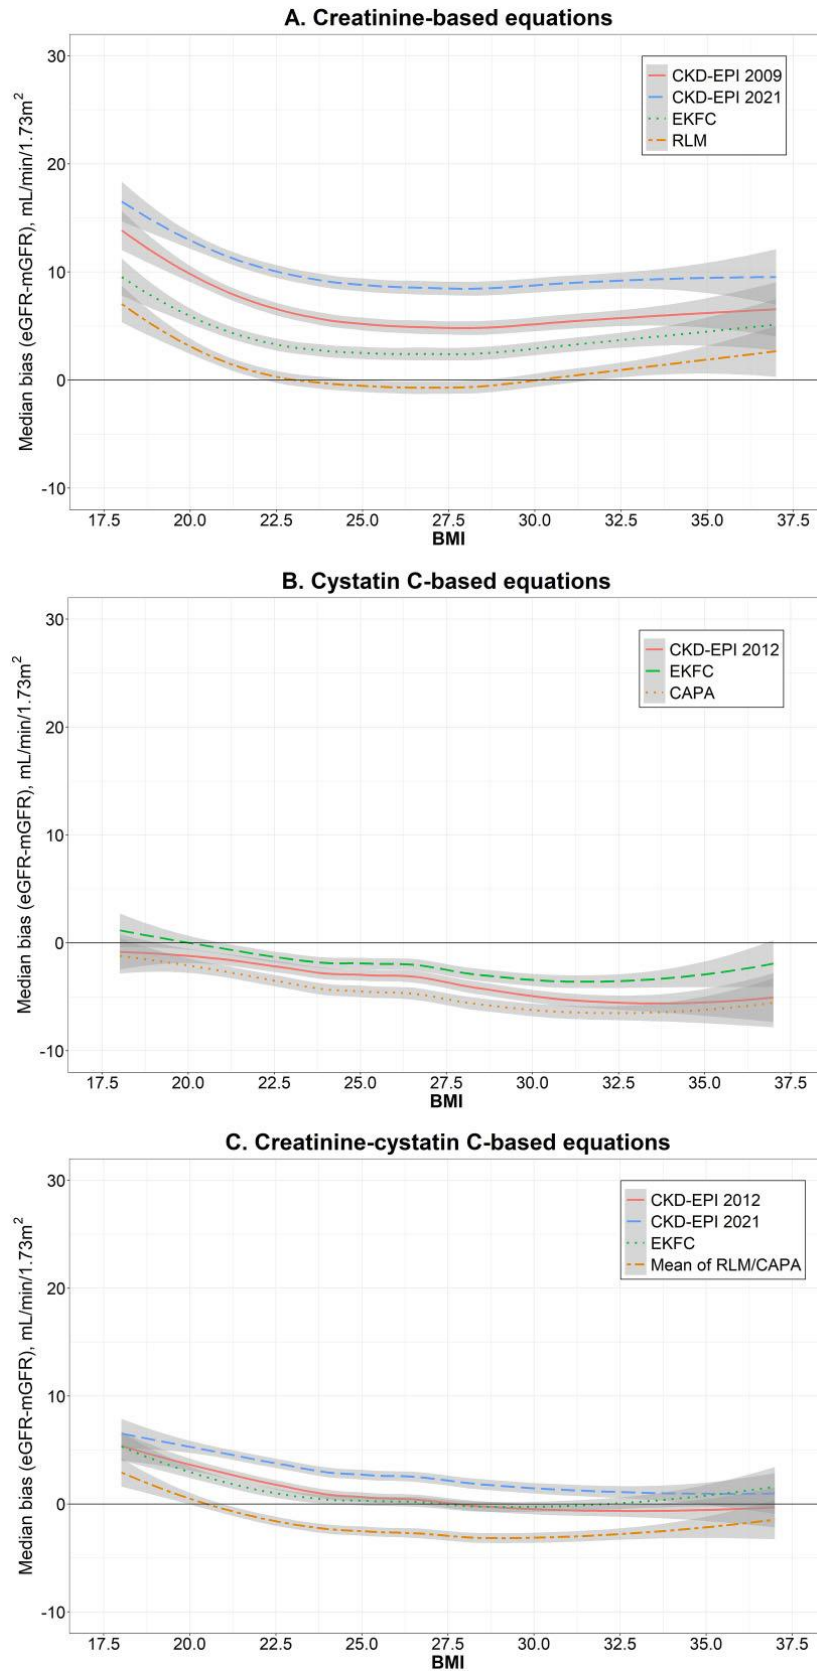 A. Creatinine-based equations
Median bias (eGFR-mGFR), mL/min/1.73m²
30
20
10
0
-10
CKD-EPI 2009
CKD-EPI 2021
EKFC
RLM
17.5 20.0 22.5 25.0 27.5 30.0 32.5 35.0 37.5
BMI
B. Cystatin C-based equations
Median bias (eGFR-mGFR), mL/min/1.73m²
30
20
10
0
-10
CKD-EPI 2012
EKFC
CAPA
17.5 20.0 22.5 25.0 27.5 30.0 32.5 35.0 37.5
BMI
C. Creatinine-cystatin C-based equations
Median bias (eGFR-mGFR), mL/min/1.73m²
30
20
10
0
-10
CKD-EPI 2012
CKD-EPI 2021
EKFC
Mean of RLM/CAPA
17.5 20.0 22.5 25.0 27.5 30.0 32.5 35.0 37.5
BMI